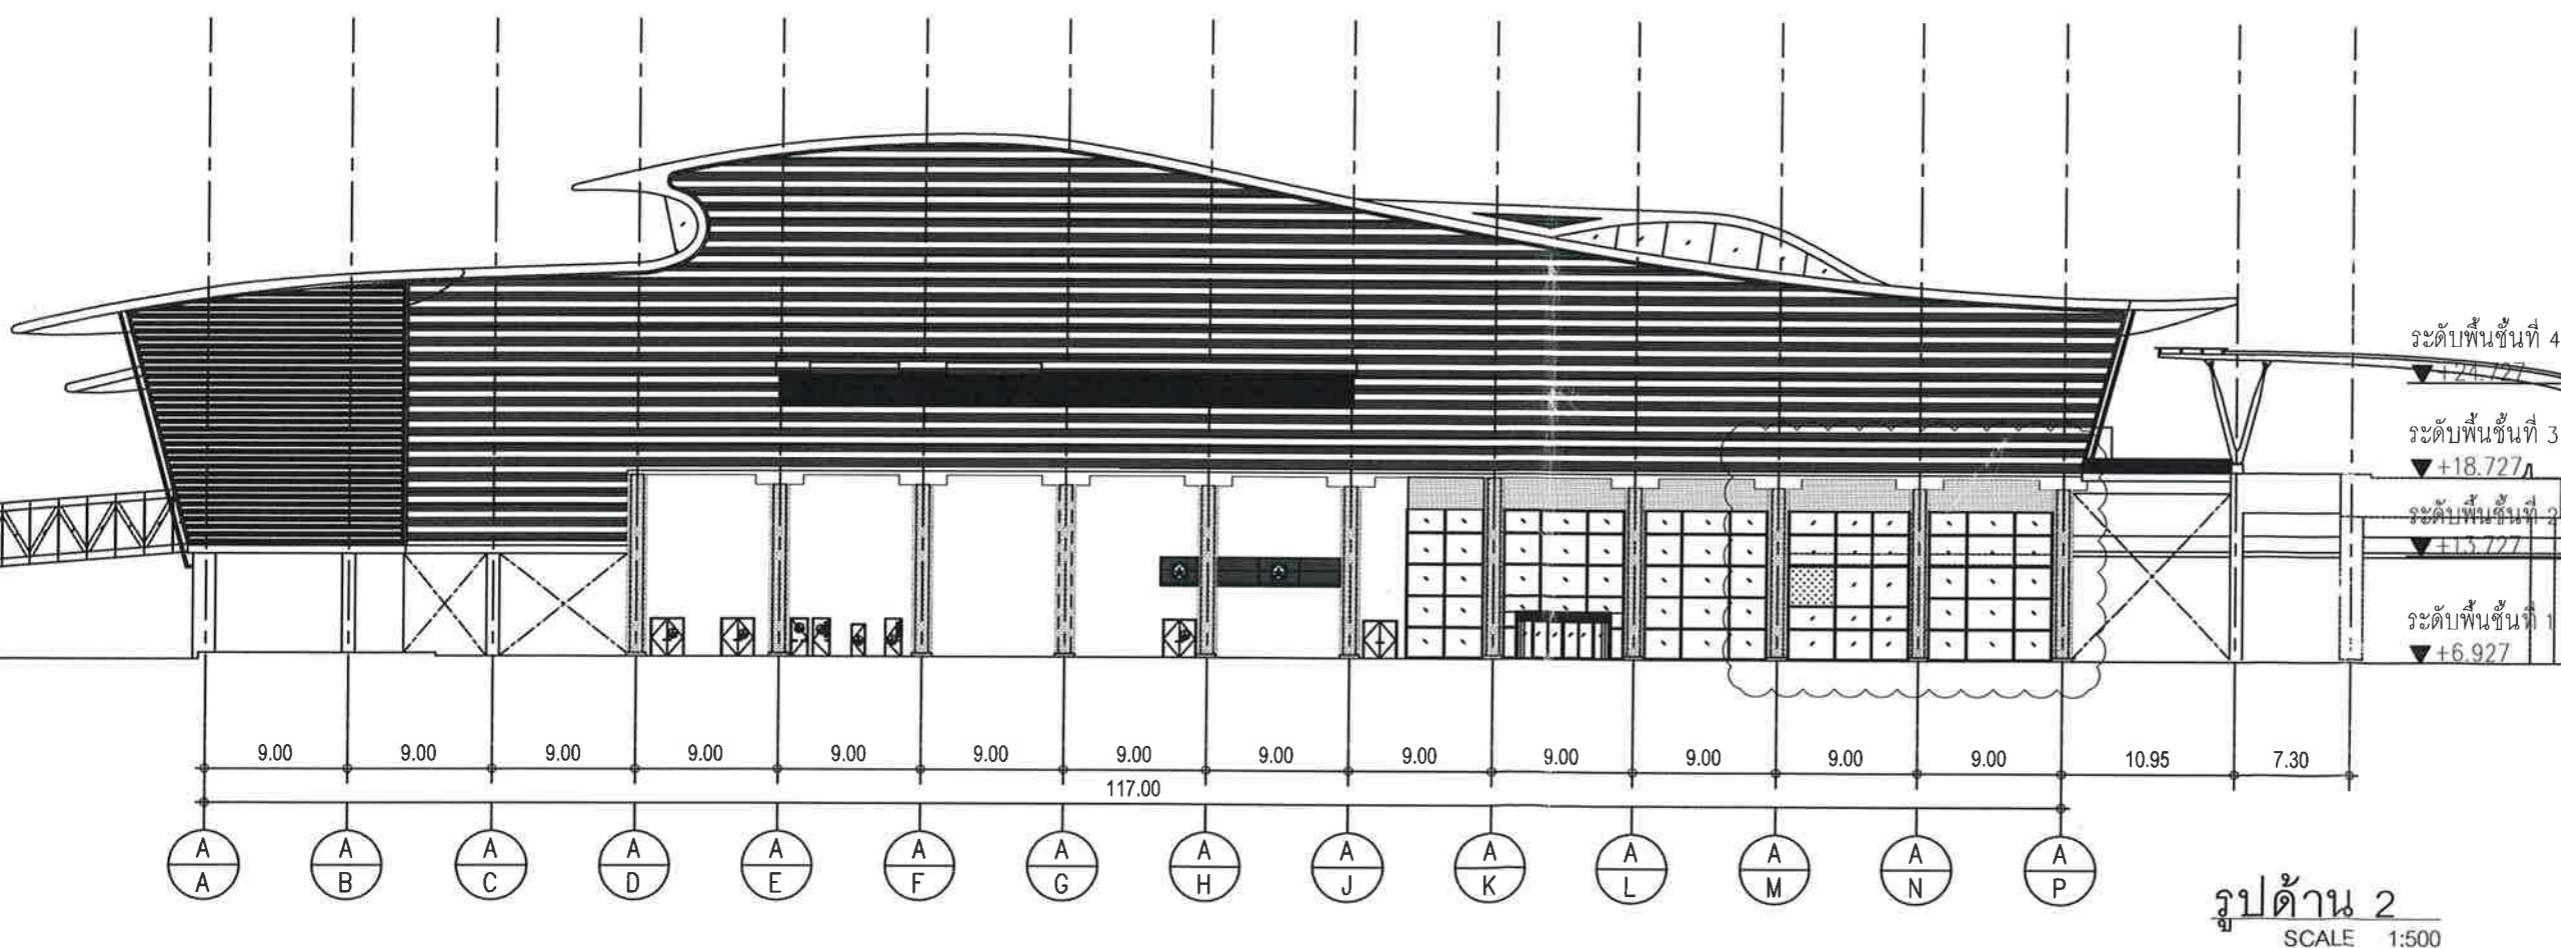 ระดับพื้นชั้นที่ 4
+24.727
ระดับพื้นชั้นที่ 3
+18.727
ระดับพื้นชั้นที่ 2
+13.727
ระดับพื้นชั้นที่ 1
+6.927
9.00 9.00 9.00 9.00 9.00 9.00 9.00 9.00 9.00 9.00 9.00 9.00 9.00 10.95 7.30
117.00
A A A A A A A A A A A A A A
A B C D E F G H J K L M N P
รูปด้าน 2
SCALE 1:500